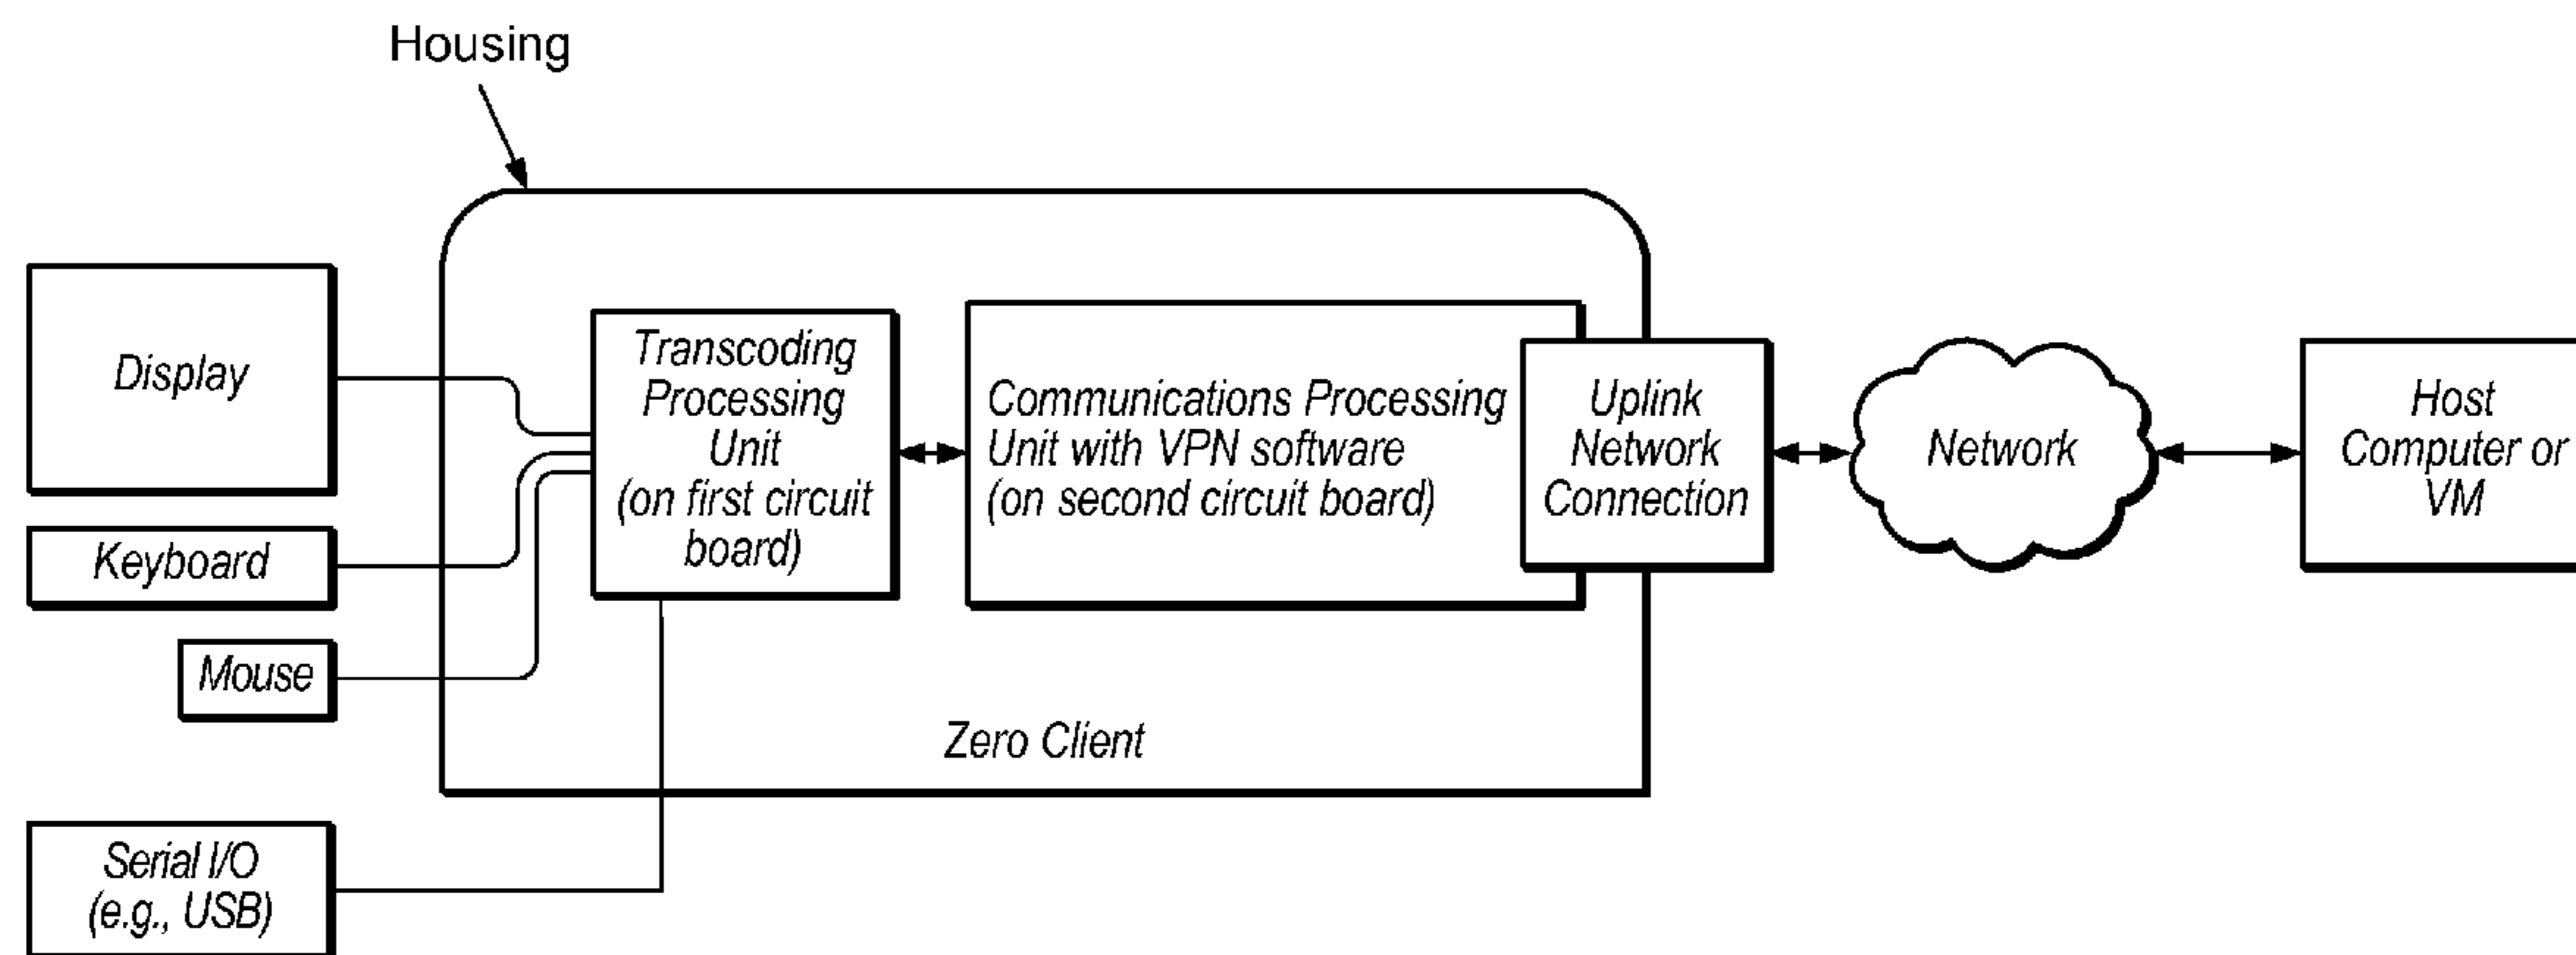 Housing
Display
Keyboard
Mouse
Serial I/O
(e.g., USB)
Transcoding
Processing
Unit
(on first circuit
board)
Communications Processing
Unit with VPN software
(on second circuit board)
Uplink
Network
Connection
Zero Client
Network
Host
Computer or
VM